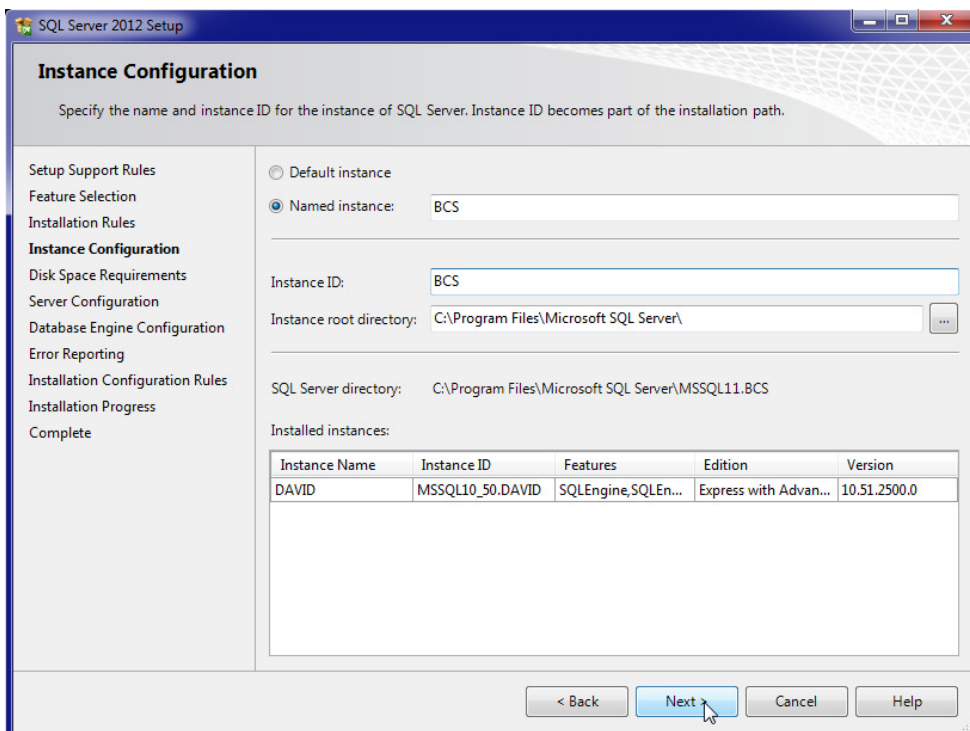 SQL Server 2012 Setup
Instance Configuration
Specify the name and instance ID for the instance of SQL Server. Instance ID becomes part of the installation path.
Setup Support Rules
Feature Selection
Installation Rules
Instance Configuration
Disk Space Requirements
Server Configuration
Database Engine Configuration
Error Reporting
Installation Configuration Rules
Installation Progress
Complete
Default instance
Named instance: BCS
Instance ID: BCS
Instance root directory: C:\Program Files\Microsoft SQL Server\ ...
SQL Server directory: C:\Program Files\Microsoft SQL Server\MSSQL11.BCS
Installed instances:
Instance Name Instance ID Features Edition Version
DAVID MSSQL10_50.DAVID SQLEngine,SQLEn... Express with Advan... 10.51.2500.0
< Back Next > Cancel Help